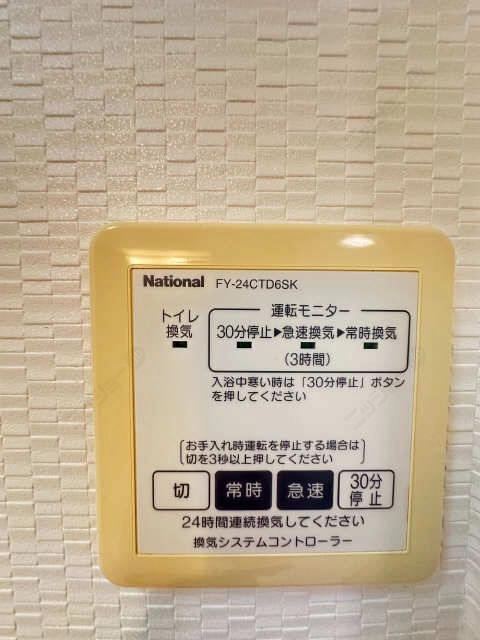 National FY-24CTD6SK
運転モニター
トイレ
換気
30分停止▶急速換気▶常時換気
(3時間)
入浴中寒い時は「30分停止」ボタン
を押してください
お手入れ時運転を停止する場合は
切を3秒以上押してください
切 常時 急速 30分
停止
24時間連続換気してください
換気システムコントローラー